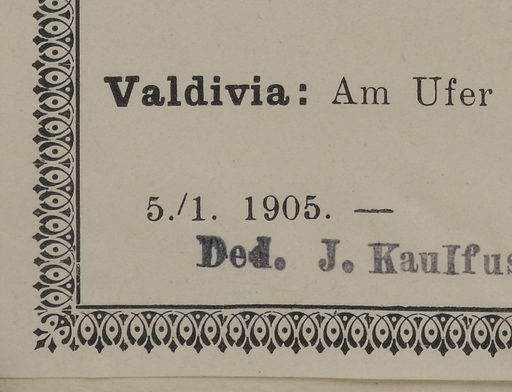 Valdivia: Am Ufer
5./1. 1905. —
Ded. J. Kaulfus